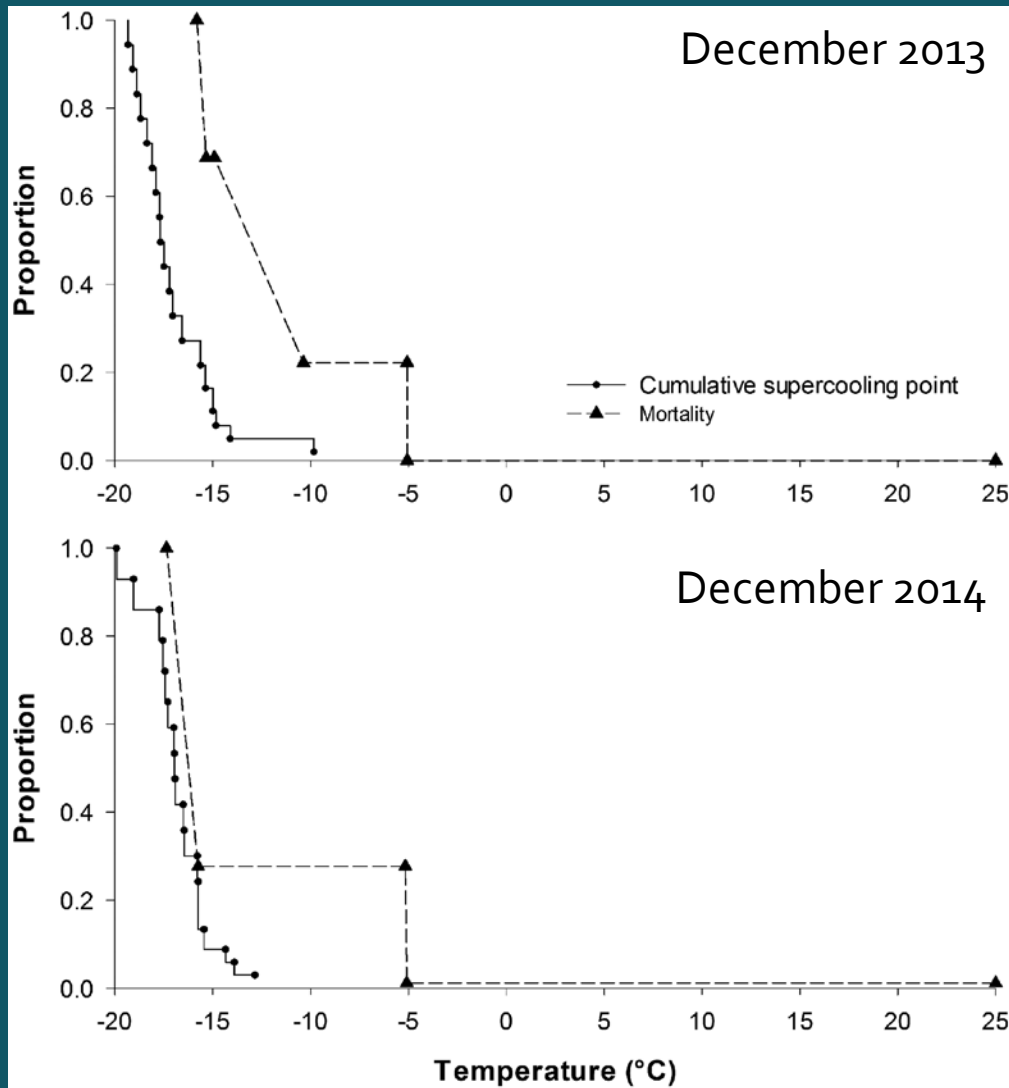 December 2013
1.0
0.8
0.6
0.4
0.2
0.0
Proportion
Cumulative supercooling point
Mortality
-20 -15 -10 -5 0 5 10 15 20 25
December 2014
1.0
0.8
0.6
0.4
0.2
0.0
Proportion
-20 -15 -10 -5 0 5 10 15 20 25
Temperature (°C)